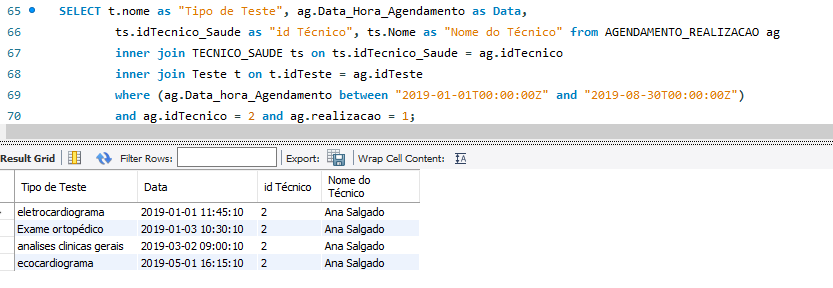 65 SELECT t.nome as "Tipo de Teste", ag.Data_Hora_Agendamento as Data,
66 ts.idTecnico_Saude as "id Técnico", ts.Nome as "Nome do Técnico" from AGENDAMENTO_REALIZACAO ag
67 inner join TECNICO_SAUDE ts on ts.idTecnico_Saude = ag.idTecnico
68 inner join Teste t on t.idTeste = ag.idTeste
69 where (ag.Data_hora_Agendamento between "2019-01-01T00:00:00Z" and "2019-08-30T00:00:00Z")
70 and ag.idTecnico = 2 and ag.realizacao = 1;
Result Grid Filter Rows: Export: Wrap Cell Content: IA
Tipo de Teste Data id Técnico Nome do Técnico
eletrocardiograma 2019-01-01 11:45:10 2 Ana Salgado
Exame ortopédico 2019-01-03 10:30:10 2 Ana Salgado
analises clinicas gerais 2019-03-02 09:00:10 2 Ana Salgado
ecocardiograma 2019-05-01 16:15:10 2 Ana Salgado